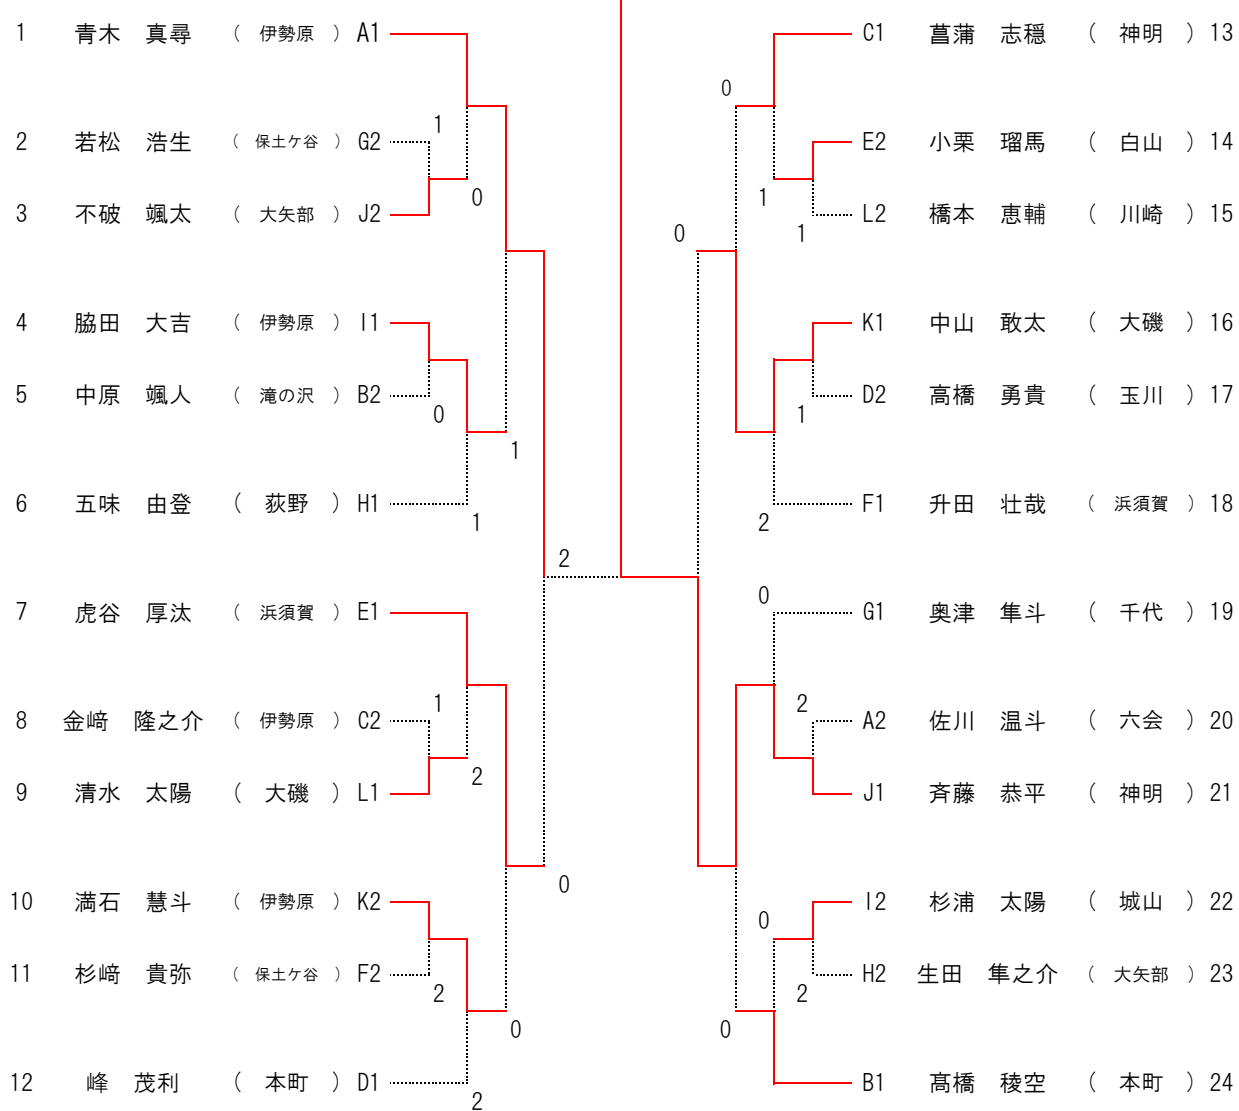 1 青木　真尋 （ 伊勢原 ） A1
C1 菖蒲　志穏 （ 神明 ） 13
0
1
2 若松　浩生 （ 保土ケ谷 ） G2
E2 小栗　瑠馬 （ 白山 ） 14
0
1
3 不破　颯太 （ 大矢部 ） J2
L2 橋本　恵輔 （ 川崎 ） 15
0
1
4 脇田　大吉 （ 伊勢原 ） I1
K1 中山　敢太 （ 大磯 ） 16
5 中原　颯人 （ 滝の沢 ） B2
D2 高橋　勇貴 （ 玉川 ） 17
0
1
1
6 五味　由登 （ 荻野 ） H1
F1 升田　壮哉 （ 浜須賀 ） 18
1
2
2
0
7 虎谷　厚汰 （ 浜須賀 ） E1
G1 奥津　隼斗 （ 千代 ） 19
1
2
8 金﨑　隆之介 （ 伊勢原 ） C2
A2 佐川　温斗 （ 六会 ） 20
2
9 清水　太陽 （ 大磯 ） L1
J1 斉藤　恭平 （ 神明 ） 21
0
10 満石　慧斗 （ 伊勢原 ） K2
I2 杉浦　太陽 （ 城山 ） 22
0
11 杉﨑　貴弥 （ 保土ケ谷 ） F2
H2 生田　隼之介 （ 大矢部 ） 23
2
2
0
0
12 峰　茂利 （ 本町 ） D1
B1 髙橋　稜空 （ 本町 ） 24
2